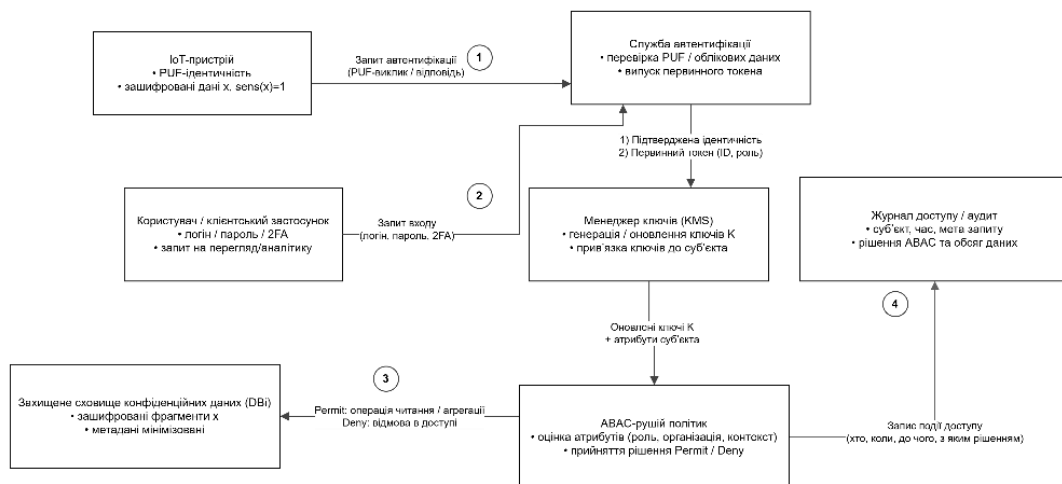 IoT-пристрій
• PUF-ідентичність
• зашифровані дані x, sens(x)=1
Запит автентифікації
(PUF-виклик / відповідь)
1
Служба автентифікації
• перевірка PUF / облікових даних
• випуск первинного токена
1) Підтверджена ідентичність
2) Первинний токен (ID, роль)
Користувач / клієнтський застосунок
• логін / пароль / 2FA
• запит на перегляд/аналітику
2
Запит входу
(логін, пароль, 2FA)
Менеджер ключів (KMS)
• генерація / оновлення ключів K
• прив'язка ключів до суб'єкта
Журнал доступу / аудит
• суб'єкт, час, мета запиту
• рішення ABAC та обсяг даних
4
Оновлені ключі K
+ атрибути суб'єкта
3
Захищене сховище конфіденційних даних (DBi)
• зашифровані фрагменти x
• метадані мінімізовані
Permit: операція читання / агрегації
Deny: відмова в доступі
ABAC-рушій політик
• оцінка атрибутів (роль, організація, контекст)
• прийняття рішення Permit / Deny
Запис події доступу
(хто, коли, до чого, з яким рішенням)